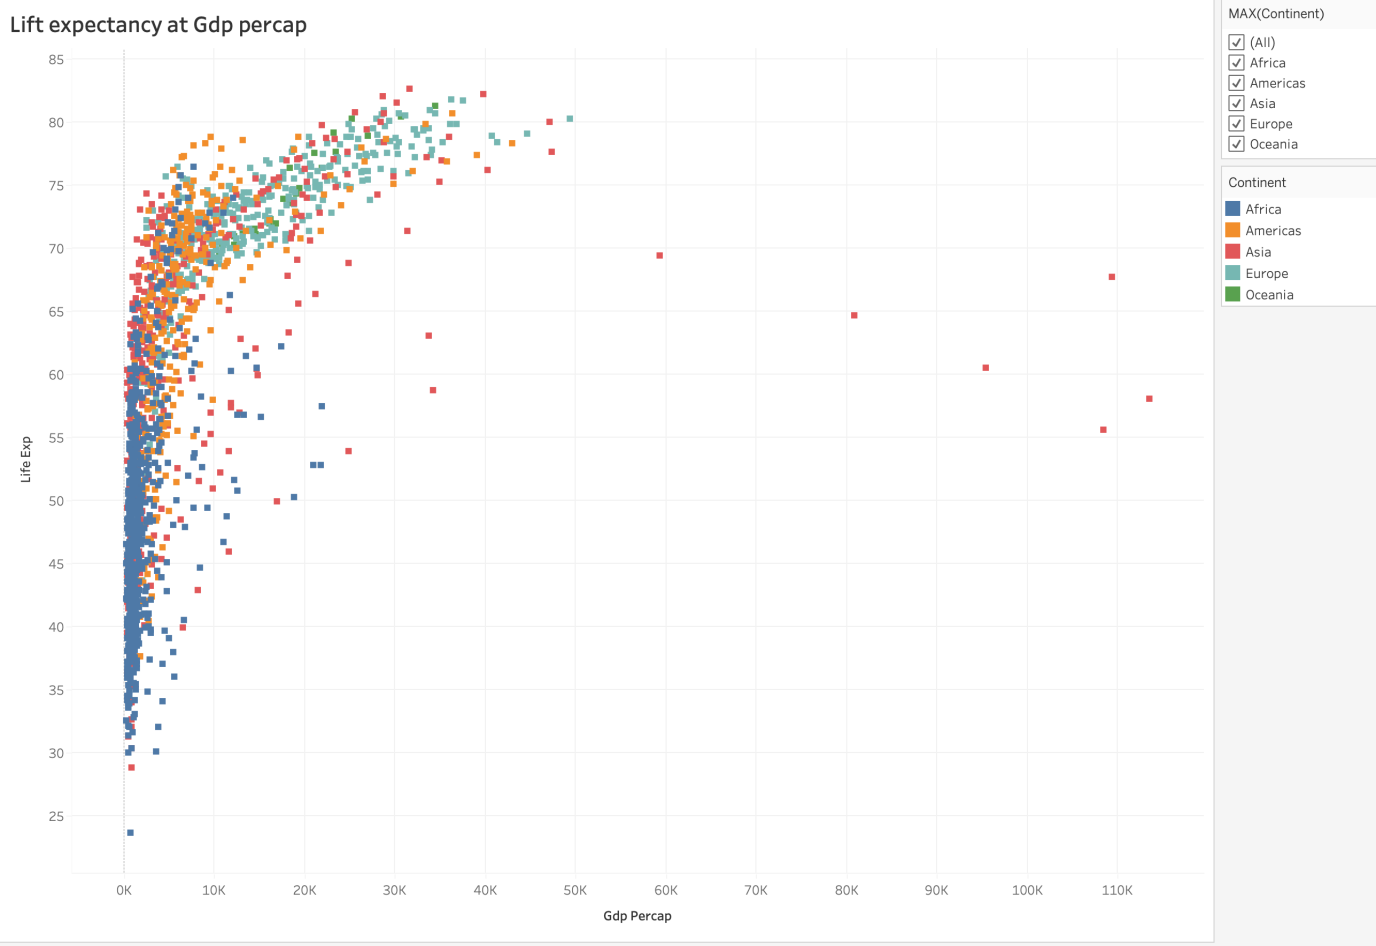 Lift expectancy at Gdp percap
MAX(Continent)
(All)
Africa
Americas
Asia
Europe
Oceania
Continent
Africa
Americas
Asia
Europe
Oceania
85
80
75
70
65
60
55
50
45
40
35
30
25
Life Exp
0K 10K 20K 30K 40K 50K 60K 70K 80K 90K 100K 110K
Gdp Percap